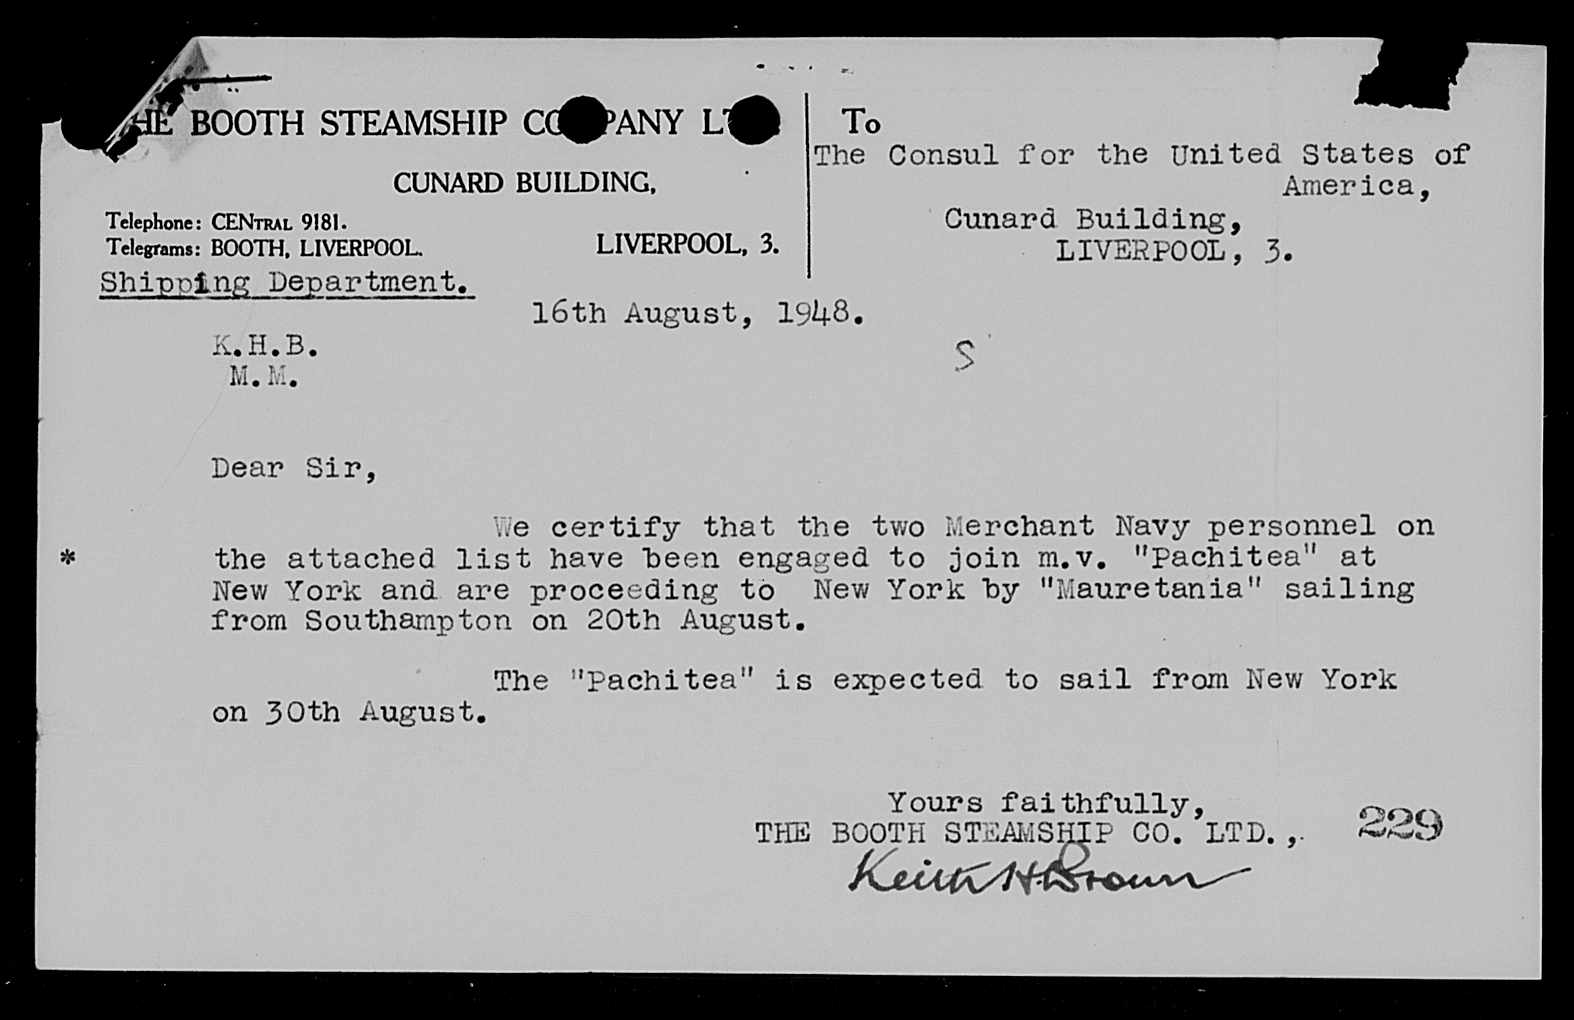 THE BOOTH STEAMSHIP COMPANY LTD.
CUNARD BUILDING,
Telephone: CENTRAL 9181.
Telegrams: BOOTH, LIVERPOOL.
LIVERPOOL, 3.
Shipping Department.
To
The Consul for the United States of
America,
Cunard Building,
LIVERPOOL, 3.
16th August, 1948.
K.H.B.
M.M.
S
Dear Sir,
We certify that the two Merchant Navy personnel on
* the attached list have been engaged to join m.v. "Pachitea" at
New York and are proceeding to New York by "Mauretania" sailing
from Southampton on 20th August.
The "Pachitea" is expected to sail from New York
on 30th August.
Yours faithfully,
THE BOOTH STEAMSHIP CO. LTD.,
229
Keith H. Brown